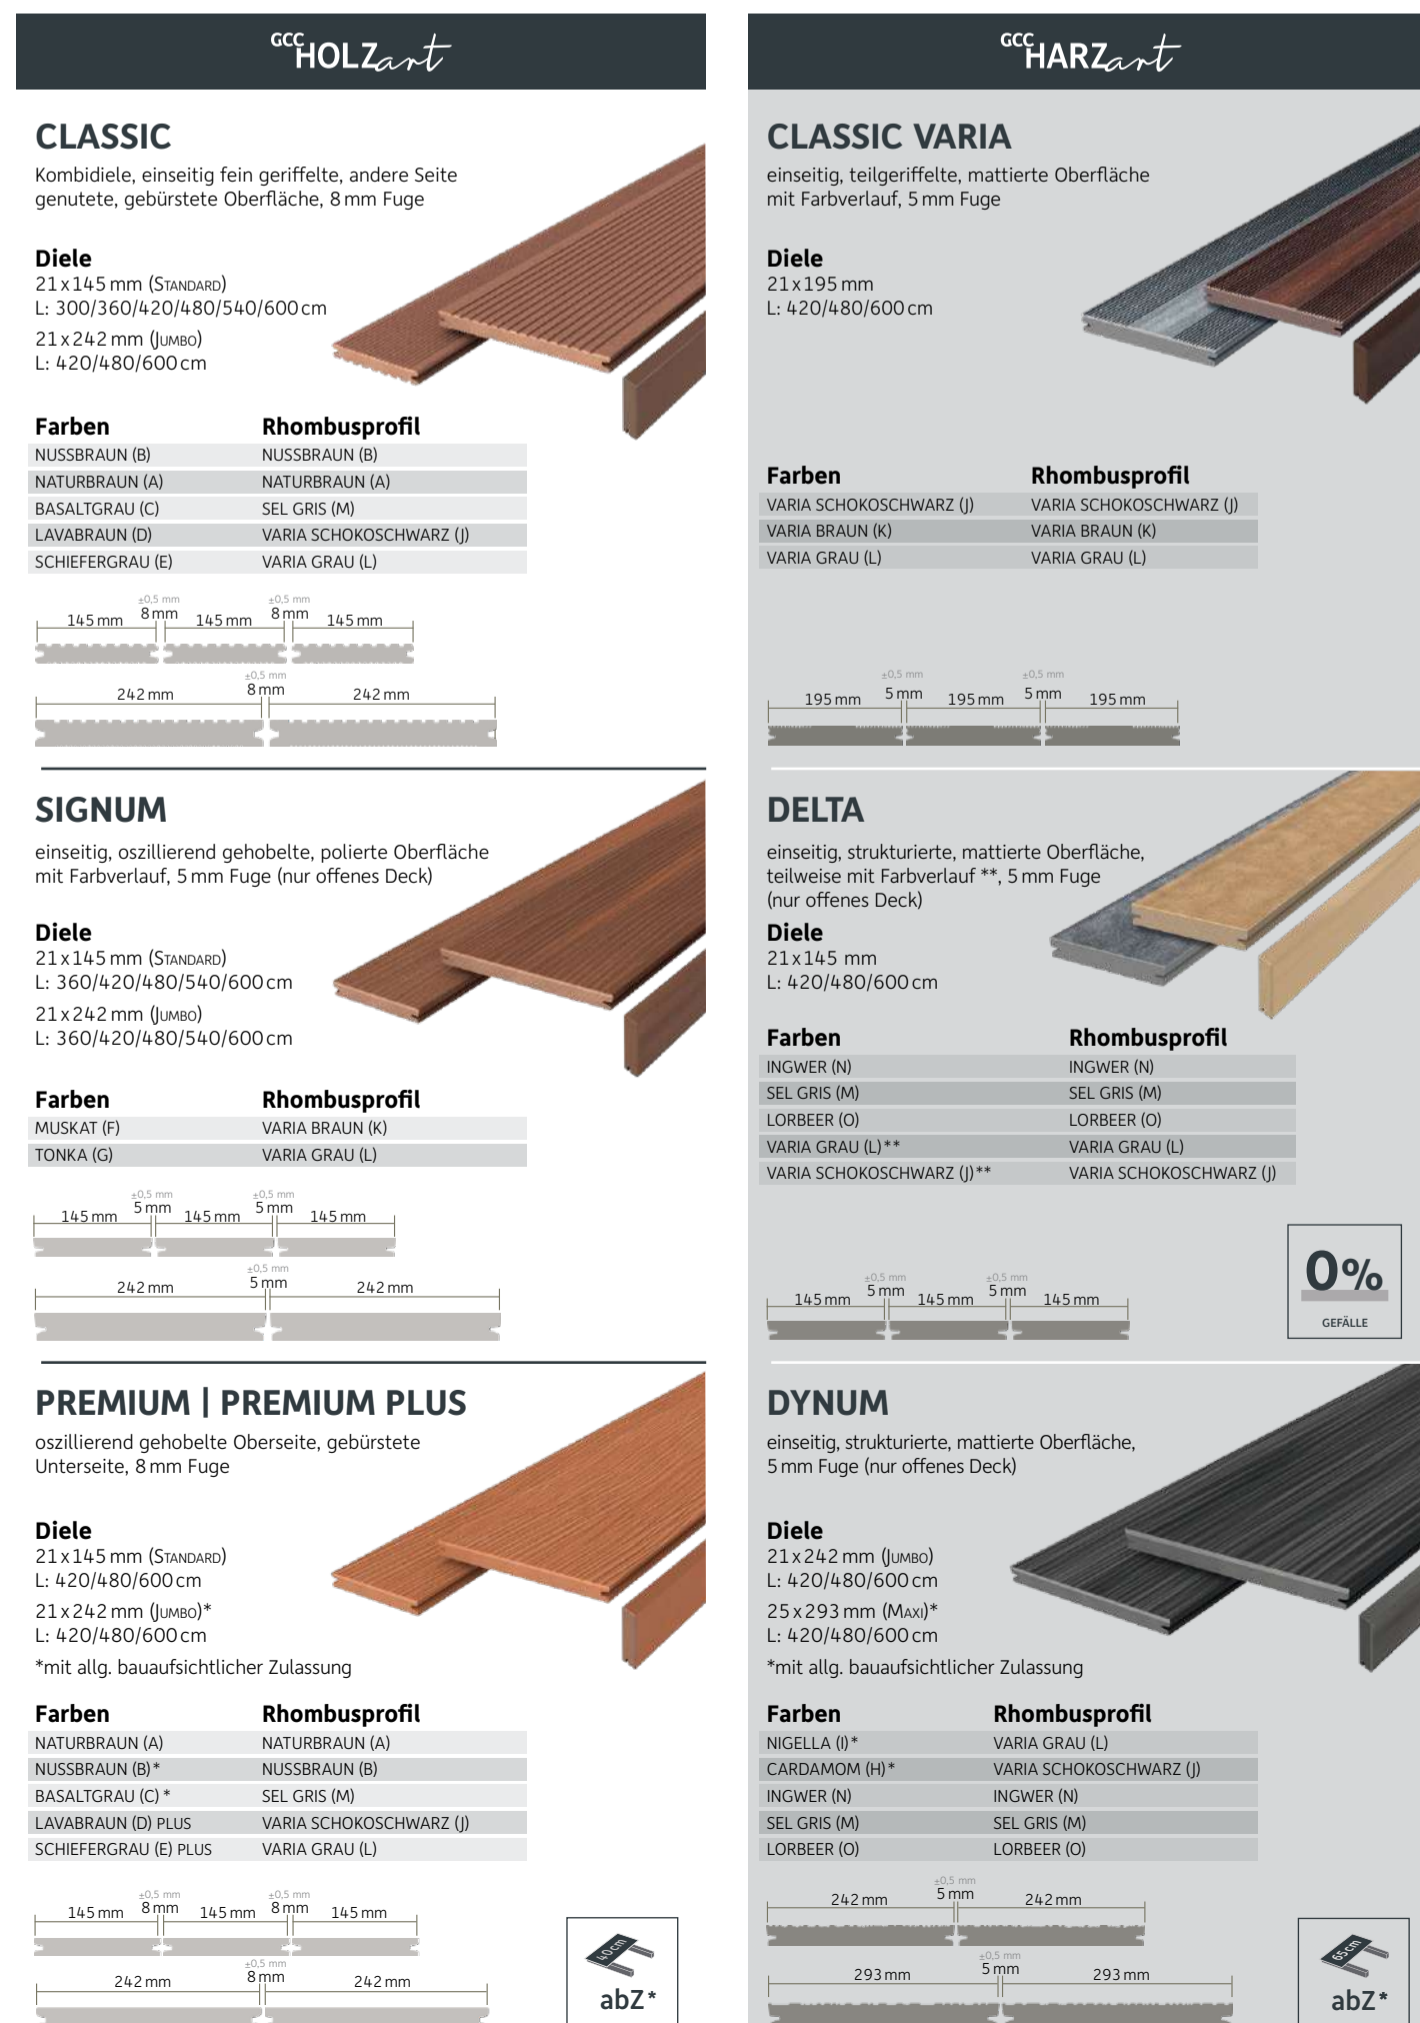 GCC HOLZart
CLASSIC
Kombidiele, einseitig fein geriffelte, andere Seite
genutete, gebürstete Oberfläche, 8 mm Fuge
Diele
21 x 145 mm (STANDARD)
L: 300/360/420/480/540/600 cm
21 x 242 mm (JUMBO)
L: 420/480/600 cm
Farben Rhombusprofil
NUSSBRAUN (B) NUSSBRAUN (B)
NATURBRAUN (A) NATURBRAUN (A)
BASALTGRAU (C) SEL GRIS (M)
LAVABRAUN (D) VARIA SCHOKOSCHWARZ (J)
SCHIEFERGRAU (E) VARIA GRAU (L)
±0,5 mm ±0,5 mm
145 mm 8 mm 145 mm 8 mm 145 mm
±0,5 mm
242 mm 8 mm 242 mm
SIGNUM
einseitig, oszillierend gehobelte, polierte Oberfläche
mit Farbverlauf, 5 mm Fuge (nur offenes Deck)
Diele
21 x 145 mm (STANDARD)
L: 360/420/480/540/600 cm
21 x 242 mm (JUMBO)
L: 360/420/480/540/600 cm
Farben Rhombusprofil
MUSKAT (F) VARIA BRAUN (K)
TONKA (G) VARIA GRAU (L)
±0,5 mm ±0,5 mm
145 mm 5 mm 145 mm 5 mm 145 mm
±0,5 mm
242 mm 5 mm 242 mm
PREMIUM | PREMIUM PLUS
oszillierend gehobelte Oberseite, gebürstete
Unterseite, 8 mm Fuge
Diele
21 x 145 mm (STANDARD)
L: 420/480/600 cm
21 x 242 mm (JUMBO)*
L: 420/480/600 cm
*mit allg. bauaufsichtlicher Zulassung
Farben Rhombusprofil
NATURBRAUN (A) NATURBRAUN (A)
NUSSBRAUN (B)* NUSSBRAUN (B)
BASALTGRAU (C) * SEL GRIS (M)
LAVABRAUN (D) PLUS VARIA SCHOKOSCHWARZ (J)
SCHIEFERGRAU (E) PLUS VARIA GRAU (L)
±0,5 mm ±0,5 mm
145 mm 8 mm 145 mm 8 mm 145 mm
±0,5 mm
242 mm 8 mm 242 mm
40 cm
abZ*
GCC HARZart
CLASSIC VARIA
einseitig, teilgeriffelte, mattierte Oberfläche
mit Farbverlauf, 5 mm Fuge
Diele
21 x 195 mm
L: 420/480/600 cm
Farben Rhombusprofil
VARIA SCHOKOSCHWARZ (J) VARIA SCHOKOSCHWARZ (J)
VARIA BRAUN (K) VARIA BRAUN (K)
VARIA GRAU (L) VARIA GRAU (L)
±0,5 mm ±0,5 mm
195 mm 5 mm 195 mm 5 mm 195 mm
DELTA
einseitig, strukturierte, mattierte Oberfläche,
teilweise mit Farbverlauf **, 5 mm Fuge
(nur offenes Deck)
Diele
21 x 145 mm
L: 420/480/600 cm
Farben Rhombusprofil
INGWER (N) INGWER (N)
SEL GRIS (M) SEL GRIS (M)
LORBEER (O) LORBEER (O)
VARIA GRAU (L)** VARIA GRAU (L)
VARIA SCHOKOSCHWARZ (J)** VARIA SCHOKOSCHWARZ (J)
±0,5 mm ±0,5 mm
145 mm 5 mm 145 mm 5 mm 145 mm
0%
GEFÄLLE
DYNUM
einseitig, strukturierte, mattierte Oberfläche,
5 mm Fuge (nur offenes Deck)
Diele
21 x 242 mm (JUMBO)
L: 420/480/600 cm
25 x 293 mm (MAXI)*
L: 420/480/600 cm
*mit allg. bauaufsichtlicher Zulassung
Farben Rhombusprofil
NIGELLA (I)* VARIA GRAU (L)
CARDAMOM (H)* VARIA SCHOKOSCHWARZ (J)
INGWER (N) INGWER (N)
SEL GRIS (M) SEL GRIS (M)
LORBEER (O) LORBEER (O)
±0,5 mm
242 mm 5 mm 242 mm
±0,5 mm
293 mm 5 mm 293 mm
65 cm
abZ*